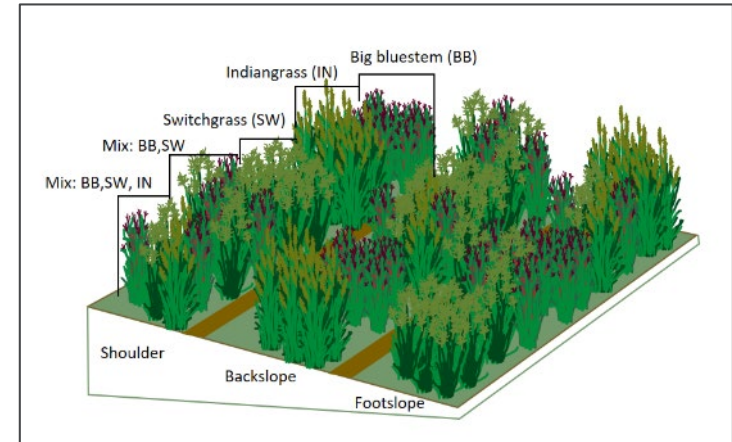 Big bluestem (BB)
Indiangrass (IN)
Switchgrass (SW)
Mix: BB,SW
Mix: BB,SW, IN
Shoulder
Backslope
Footslope